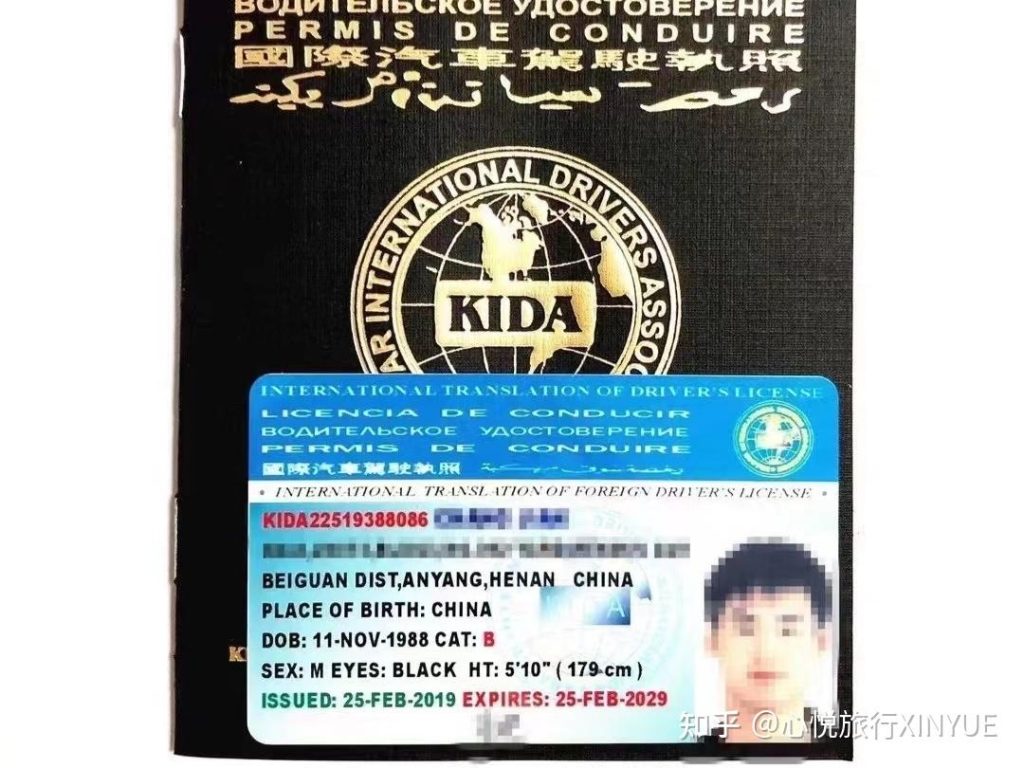 ВОДИТЕЛЬСКОЕ УДОСТОВЕРЕНИЕ
PERMIS DE CONDUIRE
國際汽車駕駛執照
INTERNATIONAL DRIVERS
KIDA
INTERNATIONAL TRANSLATION OF DRIVER'S LICENSE
LICENCIA DE CONDUCIR
ВОДИТЕЛЬСКОЕ УДОСТОВЕРЕНИЕ
PERMIS DE CONDUIRE
國際汽車駕駛執照
• INTERNATIONAL TRANSLATION OF FOREIGN DRIVER'S LICENSE •
KIDA22519388086
BEIGUAN DIST,ANYANG,HENAN CHINA
PLACE OF BIRTH: CHINA
KIDA
DOB: 11-NOV-1988 CAT: B
SEX: M EYES: BLACK HT: 5'10" ( 179 cm )
ISSUED: 25-FEB-2019 EXPIRES: 25-FEB-2029
知乎 @心悦旅行XINYUE